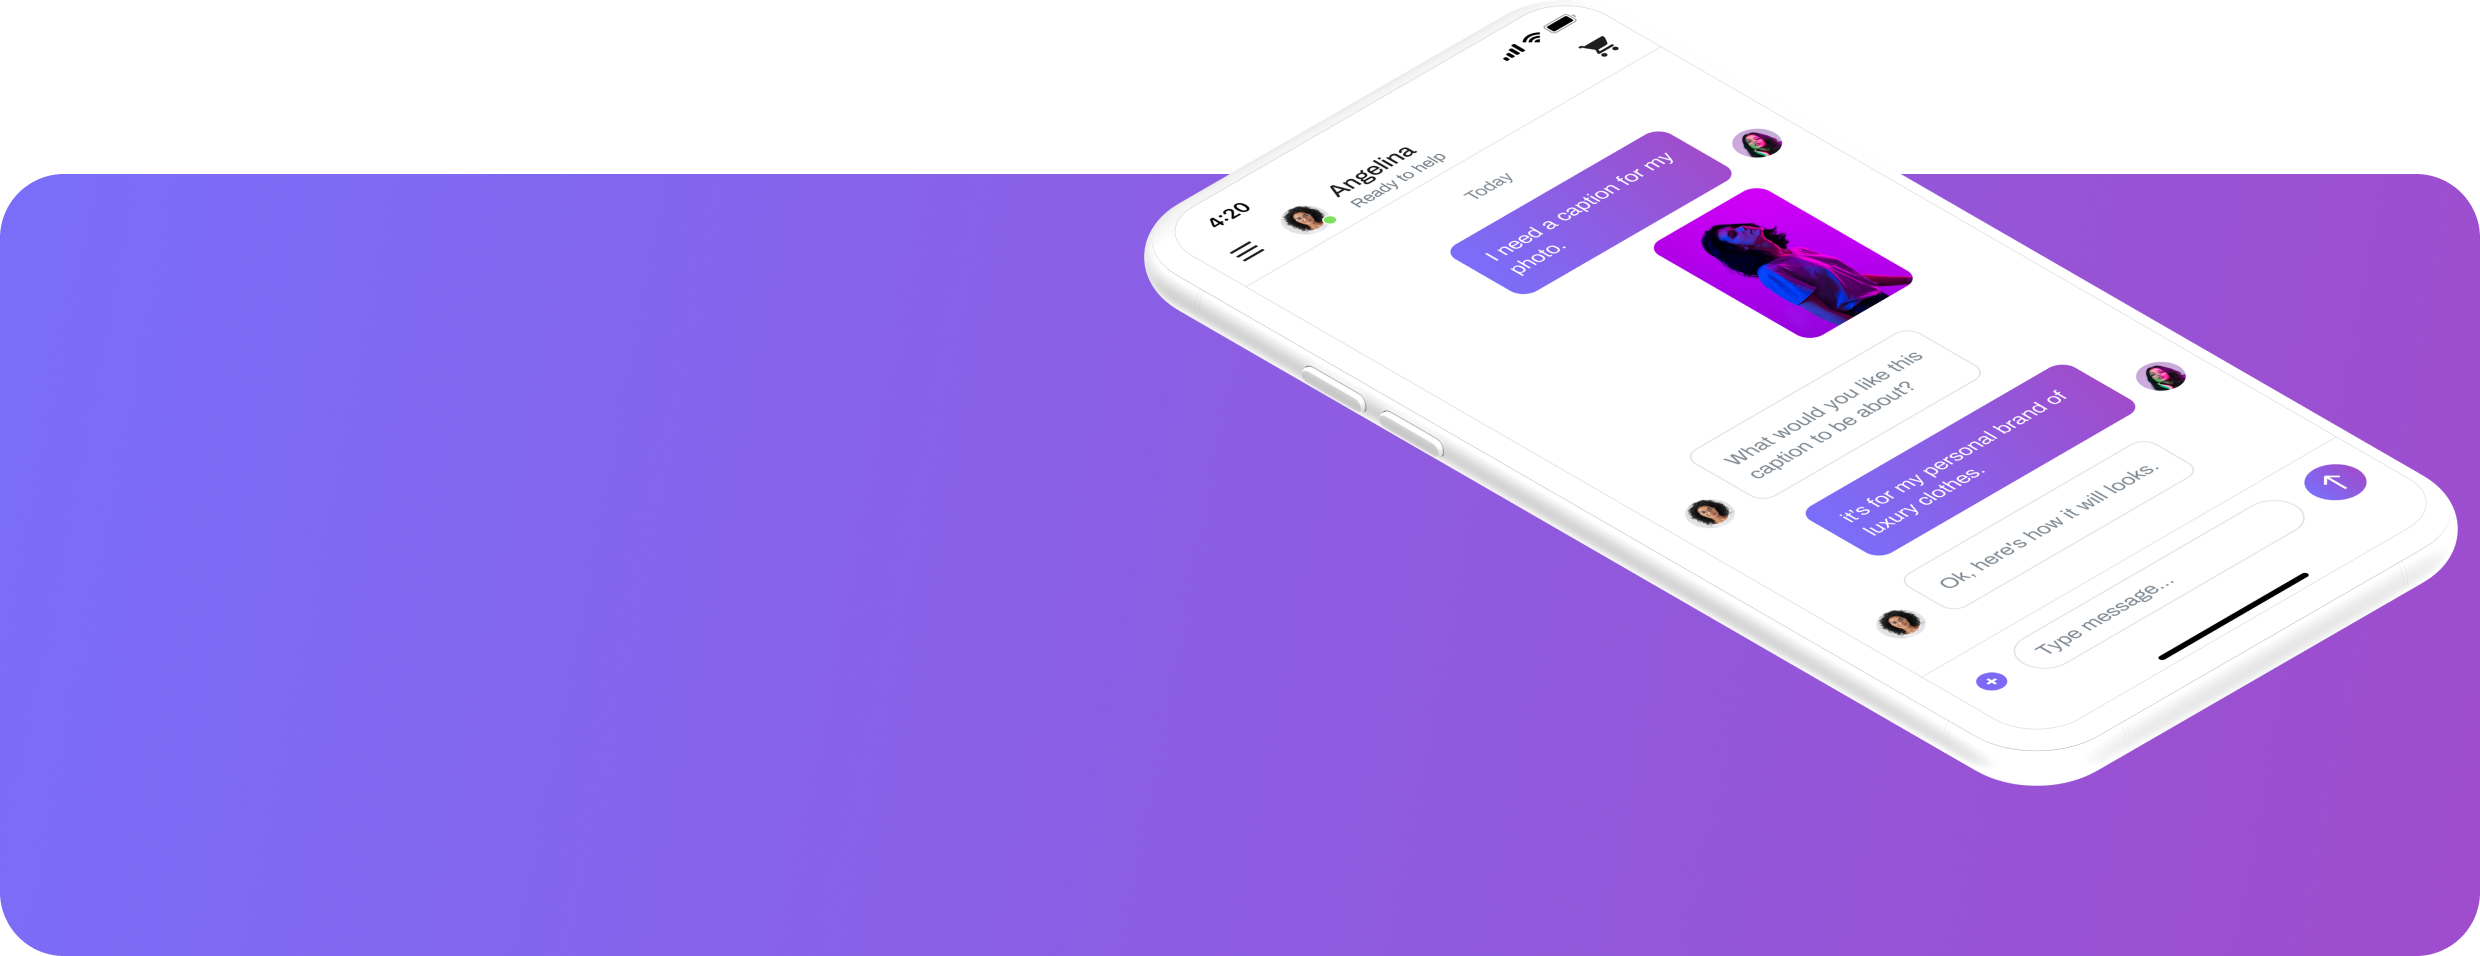 4:20
Angelina
Ready to help
Today
I need a caption for my
photo.
What would you like this
caption to be about?
it's for my personal brand of
luxury clothes.
Ok, here's how it will looks.
Type message...